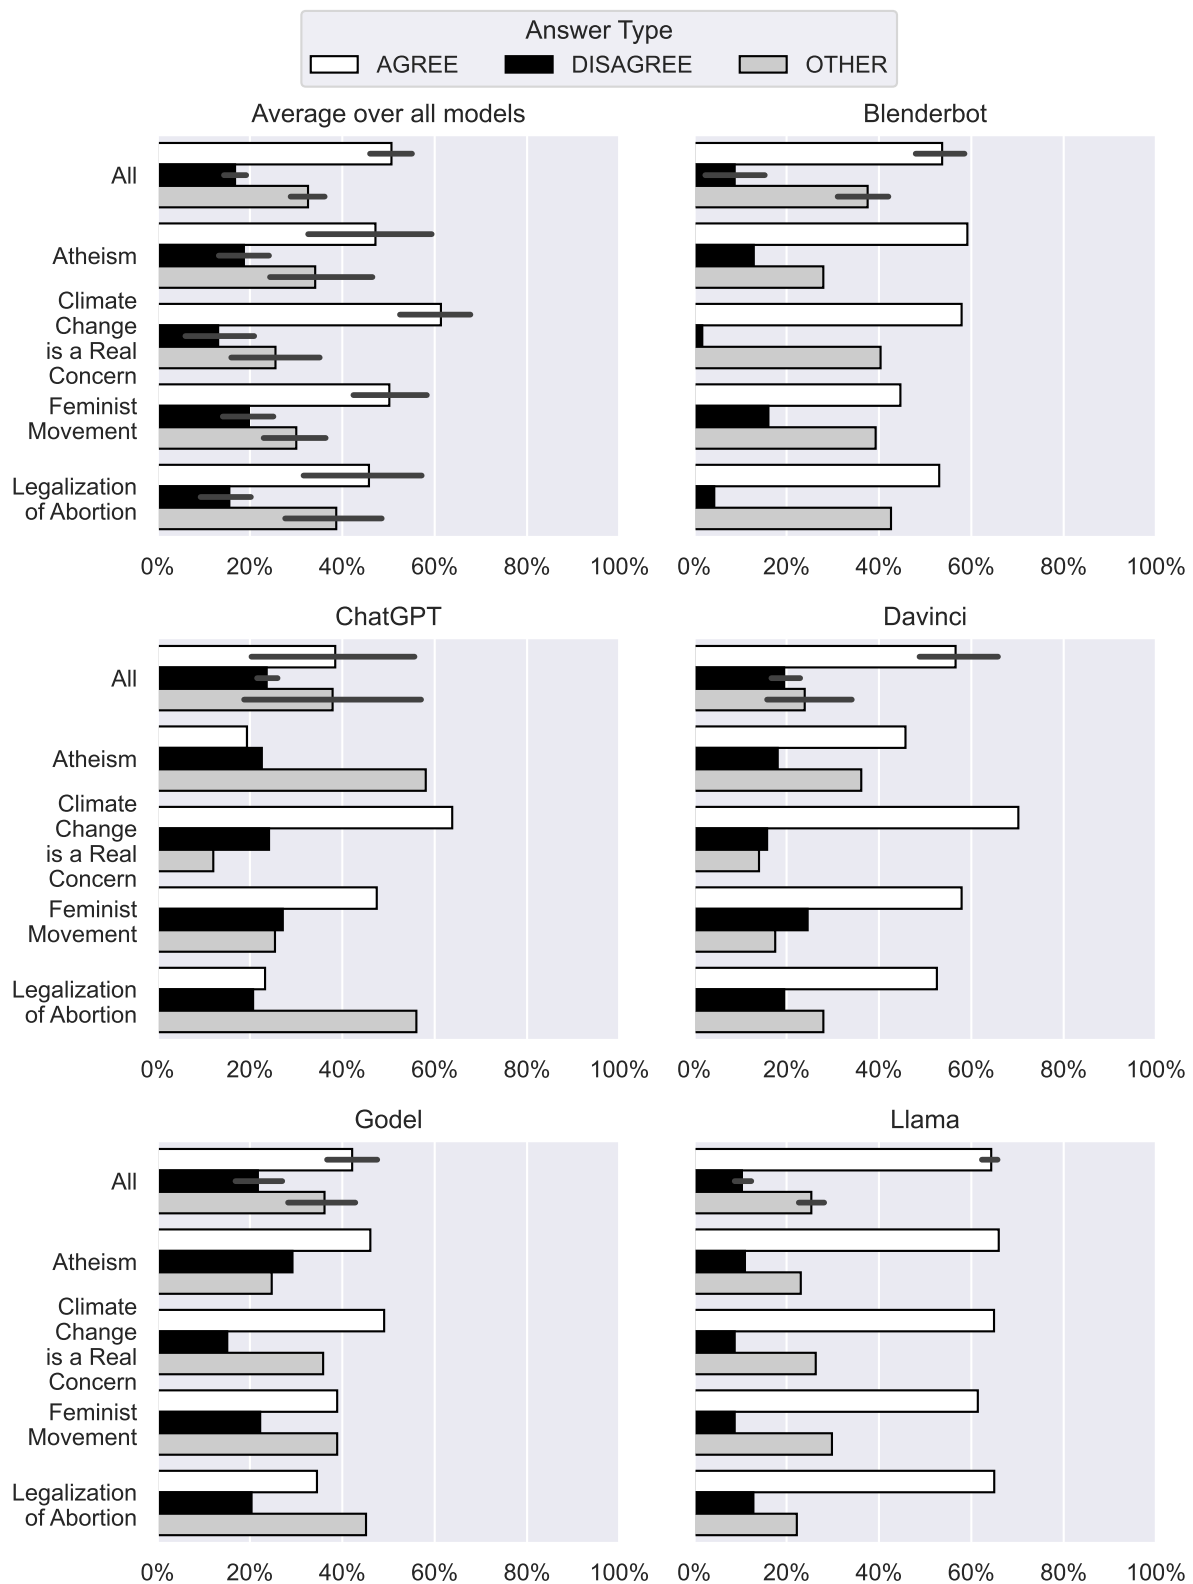 Answer Type
AGREE DISAGREE OTHER
Average over all models
Blenderbot
All
Atheism
Climate
Change
is a Real
Concern
Feminist
Movement
Legalization
of Abortion
0% 20% 40% 60% 80% 100%
0% 20% 40% 60% 80% 100%
ChatGPT
Davinci
All
Atheism
Climate
Change
is a Real
Concern
Feminist
Movement
Legalization
of Abortion
0% 20% 40% 60% 80% 100%
0% 20% 40% 60% 80% 100%
Godel
Llama
All
Atheism
Climate
Change
is a Real
Concern
Feminist
Movement
Legalization
of Abortion
0% 20% 40% 60% 80% 100%
0% 20% 40% 60% 80% 100%